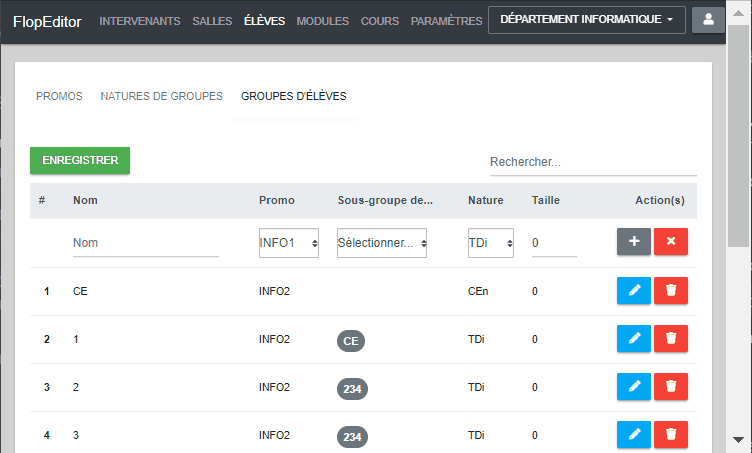 FlopEditor INTERVENANTS SALLES ÉLÈVES MODULES COURS PARAMÈTRES DÉPARTEMENT INFORMATIQUE
PROMOS NATURES DE GROUPES GROUPES D'ÉLÈVES
ENREGISTRER Rechercher...
# Nom Promo Sous-groupe de... Nature Taille Action(s)
Nom INFO1 Sélectionner... TDi 0
1 CE INFO2 CEn 0
2 1 INFO2 CE TDi 0
3 2 INFO2 234 TDi 0
4 3 INFO2 234 TDi 0